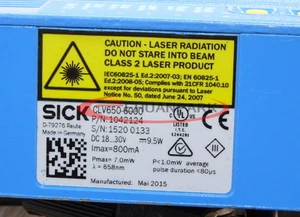 CAUTION - LASER RADIATION
DO NOT STARE INTO BEAM
CLASS 2 LASER PRODUCT
IEC60825-1 Ed.2:2007-03; EN 60825-1
Ed.2:2008-05; Complies with 21CFR 1040.10
except for deviations pursuant to Laser
Notice No. 50, dated June 24, 2007
SICK
D-79276 Reute
Made in Germany
CLV650-6000
P/N:1042124
S/N:1520 0133
DC 18...30V 9.5W
Imax=800mA
Pmax= 7.0mW
λ = 658nm
P<1.0mW average
pulse duration <80µs
Manufactured: Mai 2015
CE
UL
LISTED